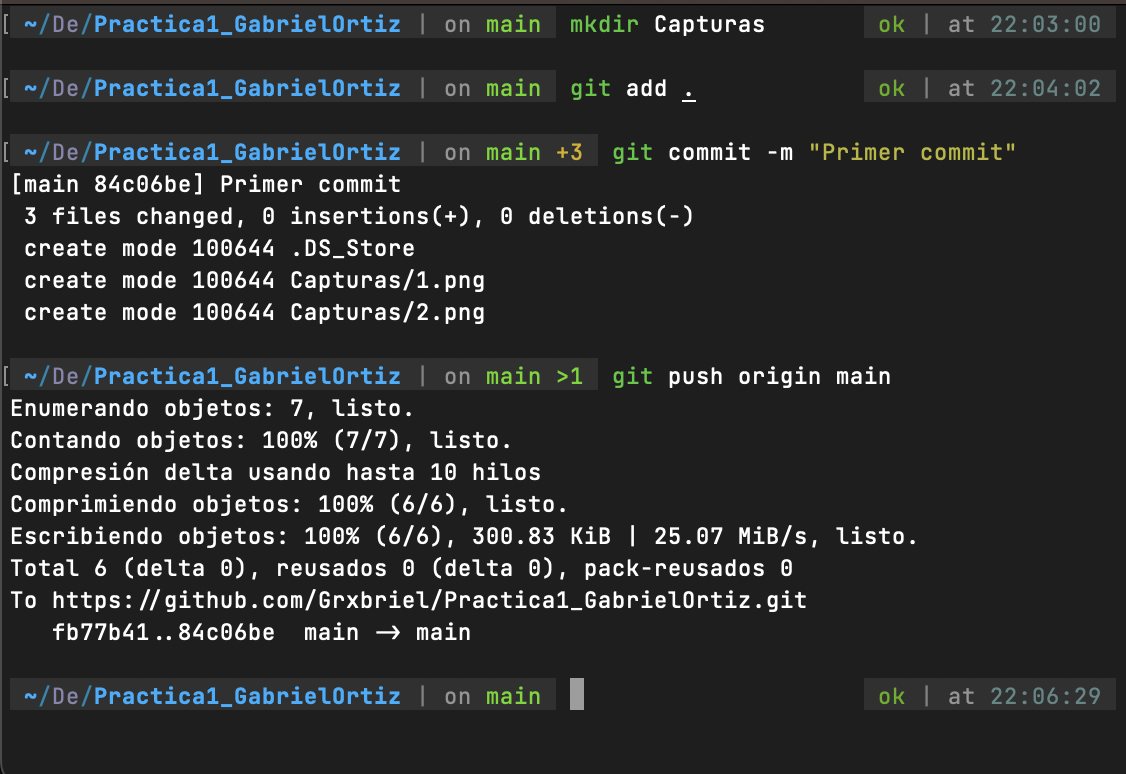 [ ~/De/Practica1_GabrielOrtiz | on main mkdir Capturas ok | at 22:03:00
[ ~/De/Practica1_GabrielOrtiz | on main git add . ok | at 22:04:02
[ ~/De/Practica1_GabrielOrtiz | on main +3 git commit -m "Primer commit"
[main 84c06be] Primer commit
3 files changed, 0 insertions(+), 0 deletions(-)
create mode 100644 .DS_Store
create mode 100644 Capturas/1.png
create mode 100644 Capturas/2.png
[ ~/De/Practica1_GabrielOrtiz | on main >1 git push origin main
Enumerando objetos: 7, listo.
Contando objetos: 100% (7/7), listo.
Compresión delta usando hasta 10 hilos
Comprimiendo objetos: 100% (6/6), listo.
Escribiendo objetos: 100% (6/6), 300.83 KiB | 25.07 MiB/s, listo.
Total 6 (delta 0), reusados 0 (delta 0), pack-reusados 0
To https://github.com/Grxbriel/Practica1_GabrielOrtiz.git
fb77b41..84c06be main -> main
~/De/Practica1_GabrielOrtiz | on main ok | at 22:06:29